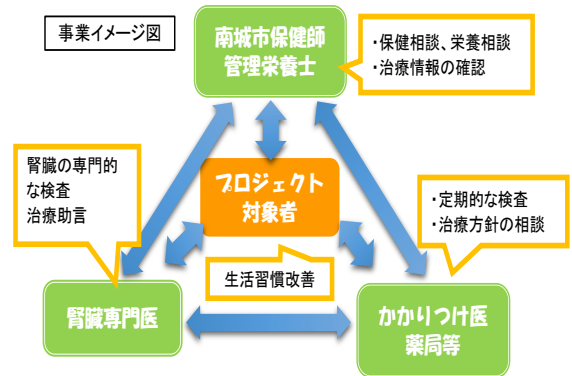 事業イメージ図
南城市保健師
管理栄養士
・保健相談、栄養相談
・治療情報の確認
腎臓の専門的
な検査
治療助言
プロジェクト
対象者
・定期的な検査
・治療方針の相談
生活習慣改善
腎臓専門医
かかりつけ医
薬局等